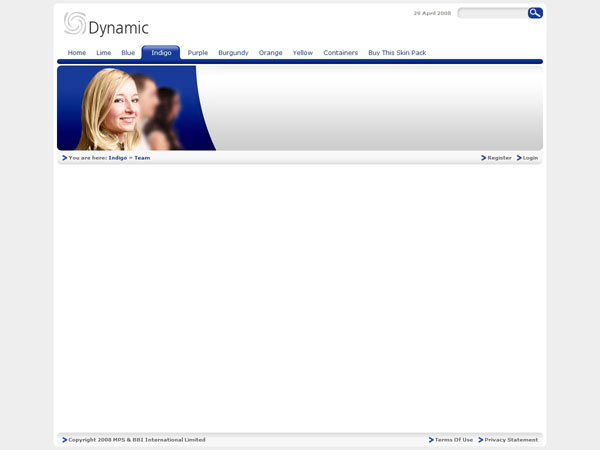 Dynamic
29 April 2008
Home Lime Blue Indigo Purple Burgundy Orange Yellow Containers Buy This Skin Pack
You are here: Indigo » Team
Register Login
Copyright 2008 MPS & BBI International Limited
Terms Of Use Privacy Statement